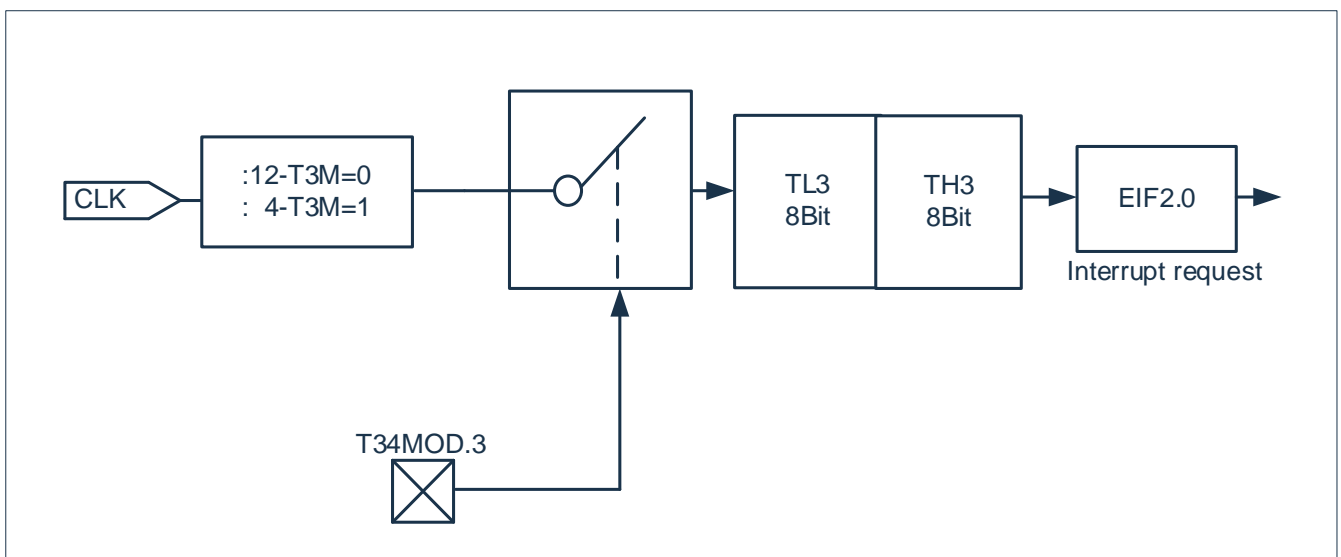 CLK
:12-T3M=0
: 4-T3M=1
TL3
8Bit
TH3
8Bit
EIF2.0
Interrupt request
T34MOD.3